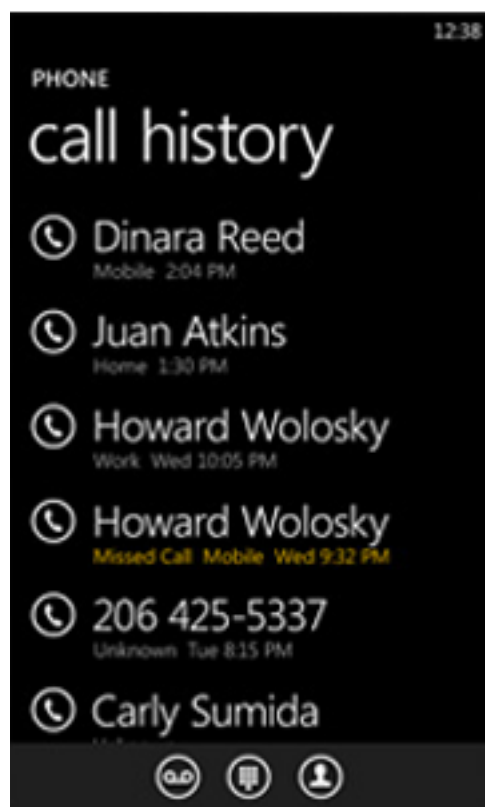 12:38
PHONE
call history
Dinara Reed
Mobile 2:04 PM
Juan Atkins
Home 1:30 PM
Howard Wolosky
Work Wed 10:05 PM
Howard Wolosky
Missed Call Mobile Wed 9:32 PM
206 425-5337
Unknown Tue 8:15 PM
Carly Sumida